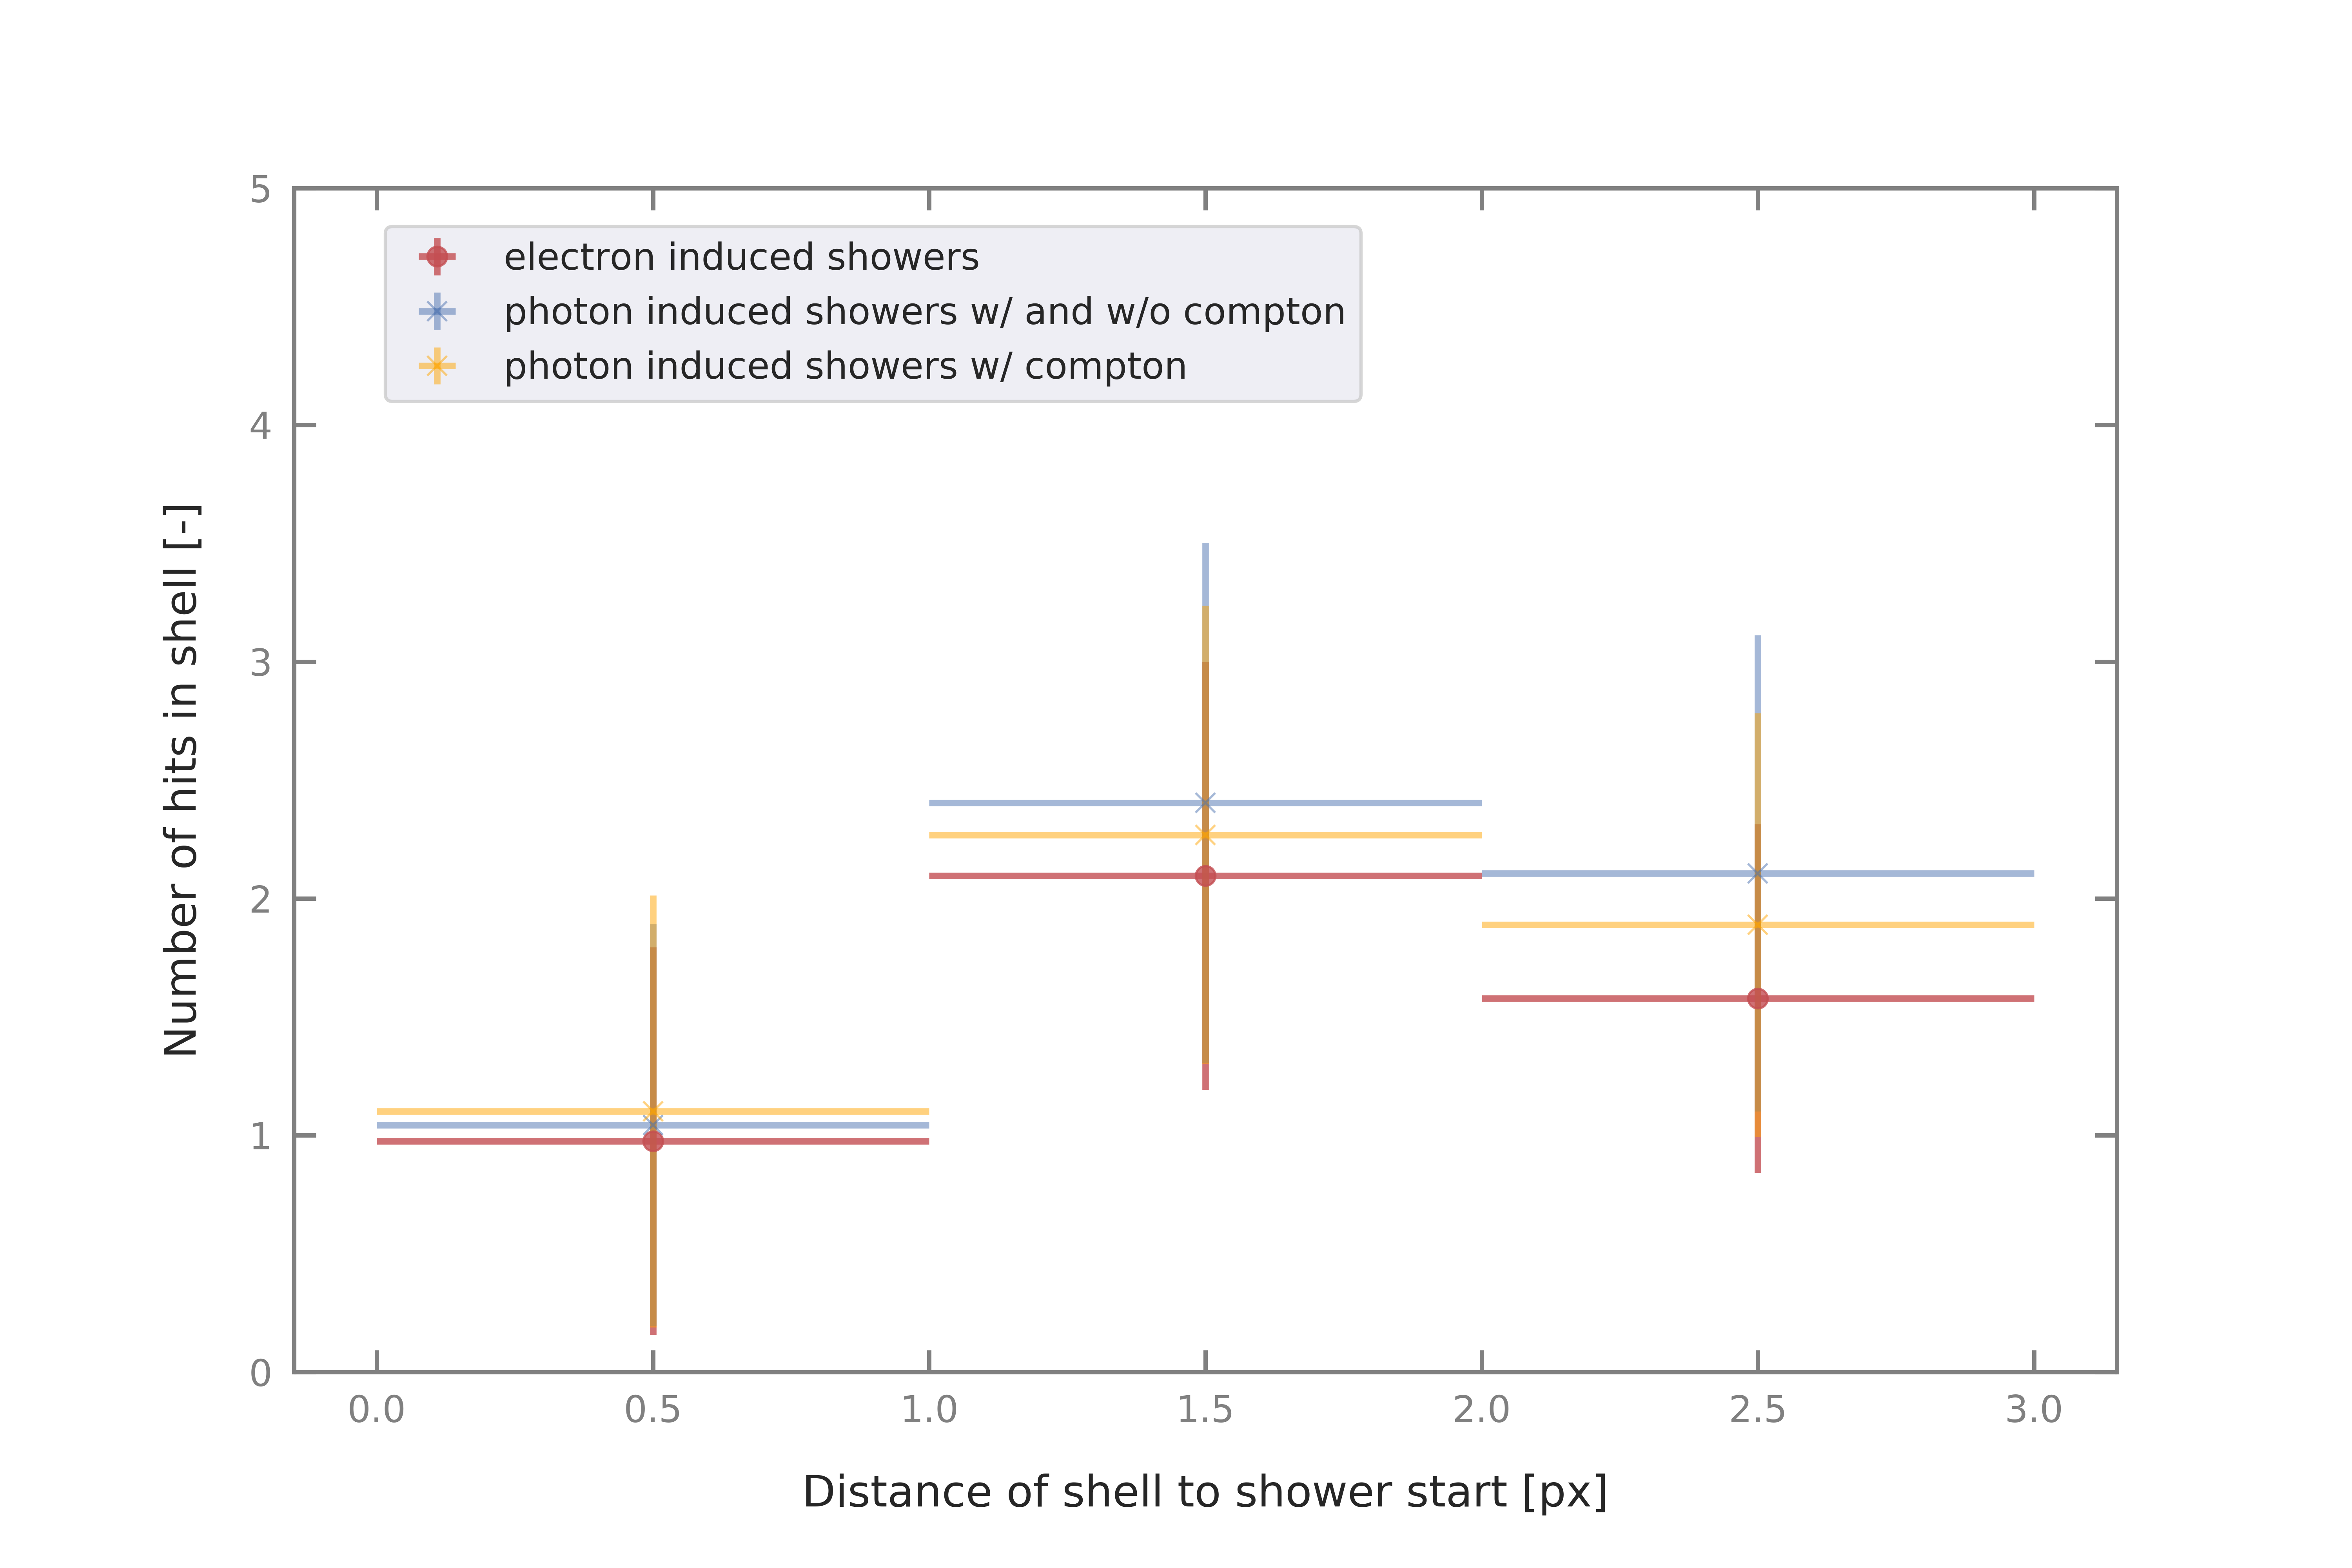 5
electron induced showers
photon induced showers w/ and w/o compton
photon induced showers w/ compton
4
3
2
1
0
Number of hits in shell [-]
0.0 0.5 1.0 1.5 2.0 2.5 3.0
Distance of shell to shower start [px]